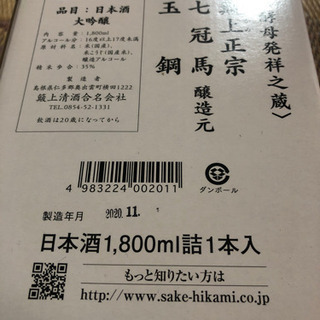 酵母発祥之蔵〉
上正宗
七冠馬醸造元
玉鋼
品目：日本酒
大吟醸
内容量：1,800ml
アルコール分：16度以上17度未満
原材料名：米(国産)、
米こうじ(国産米)、
醸造アルコール
精米歩合：35%
製造者
島根県仁多郡奥出雲町横田1222
簸上清酒合名会社
TEL 0854-52-1331
飲酒は20歳になってから
4 983224 002011
ダンボール
製造年月 2020.11.
日本酒1,800ml詰1本入
もっと知りたい方は
http://www.sake-hikami.co.jp